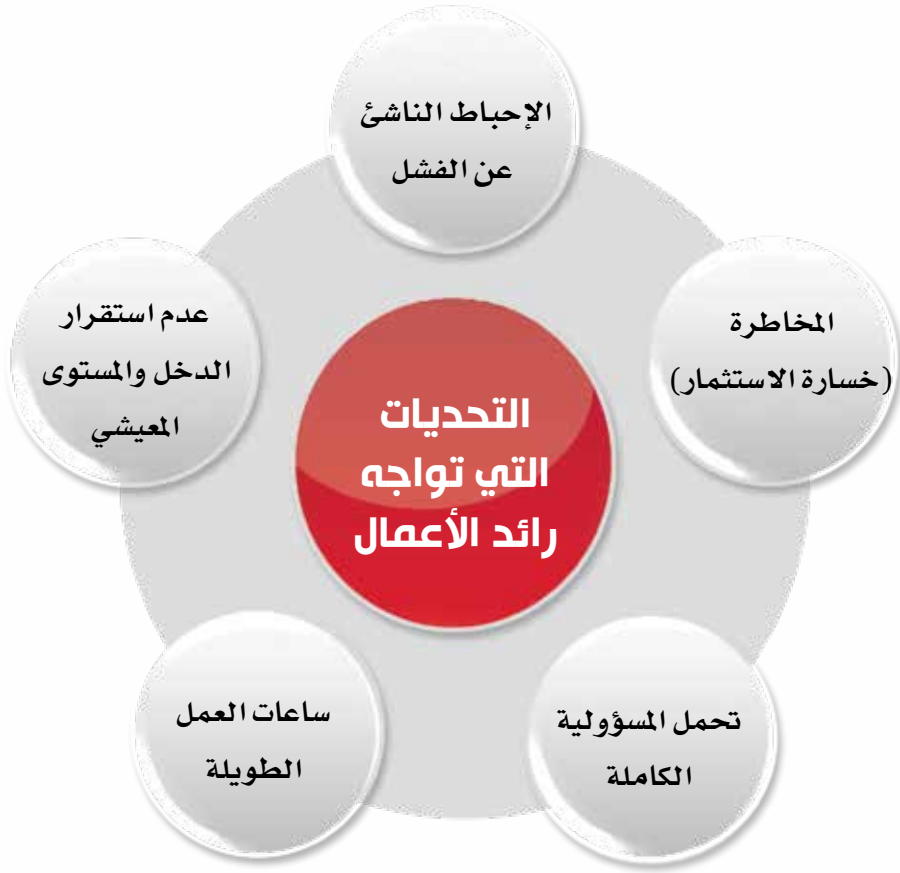 الإحباط الناشئ
عن الفشل
المخاطرة
(خسارة الاستثمار)
عدم استقرار
الدخل والمستوى
المعيشي
التحديات
التي تواجه
رائد الأعمال
تحمل المسؤولية
الكاملة
ساعات العمل
الطويلة